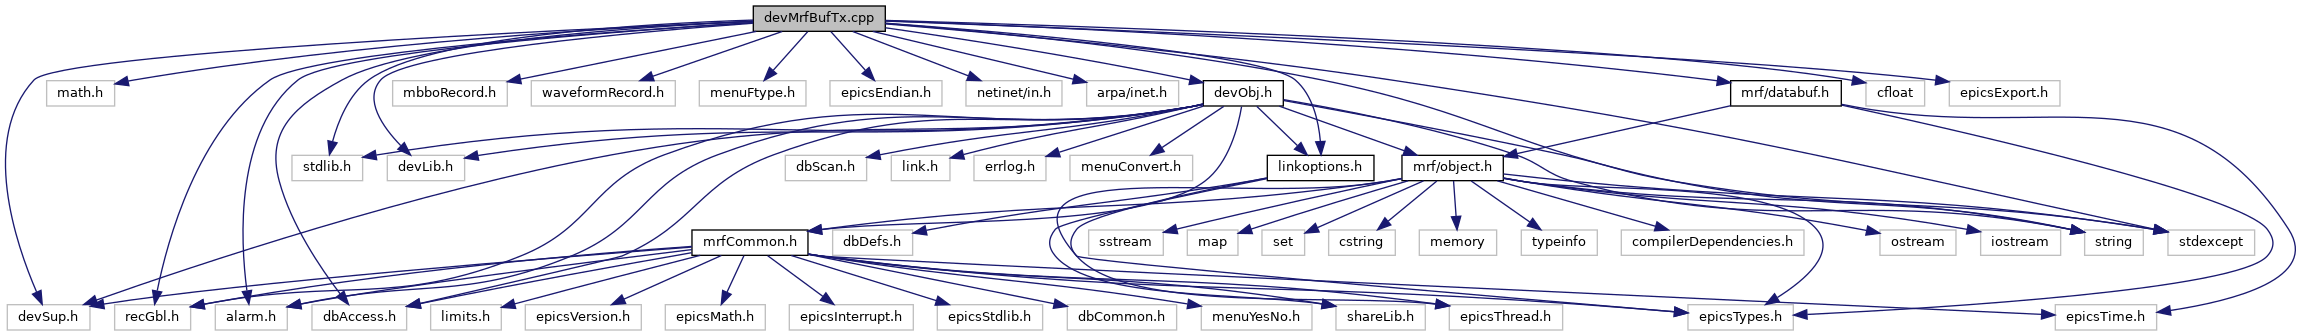 devMrfBufTx.cpp
math.h
mbboRecord.h
waveformRecord.h
menuFtype.h
epicsEndian.h
netinet/in.h
arpa/inet.h
devObj.h
mrf/databuf.h
cfloat
epicsExport.h
stdlib.h
devLib.h
dbScan.h
link.h
errlog.h
menuConvert.h
linkoptions.h
mrf/object.h
mrfCommon.h
dbDefs.h
sstream
map
set
cstring
memory
typeinfo
compilerDependencies.h
ostream
iostream
string
stdexcept
devSup.h
recGbl.h
alarm.h
dbAccess.h
limits.h
epicsVersion.h
epicsMath.h
epicsInterrupt.h
epicsStdlib.h
dbCommon.h
menuYesNo.h
shareLib.h
epicsThread.h
epicsTypes.h
epicsTime.h